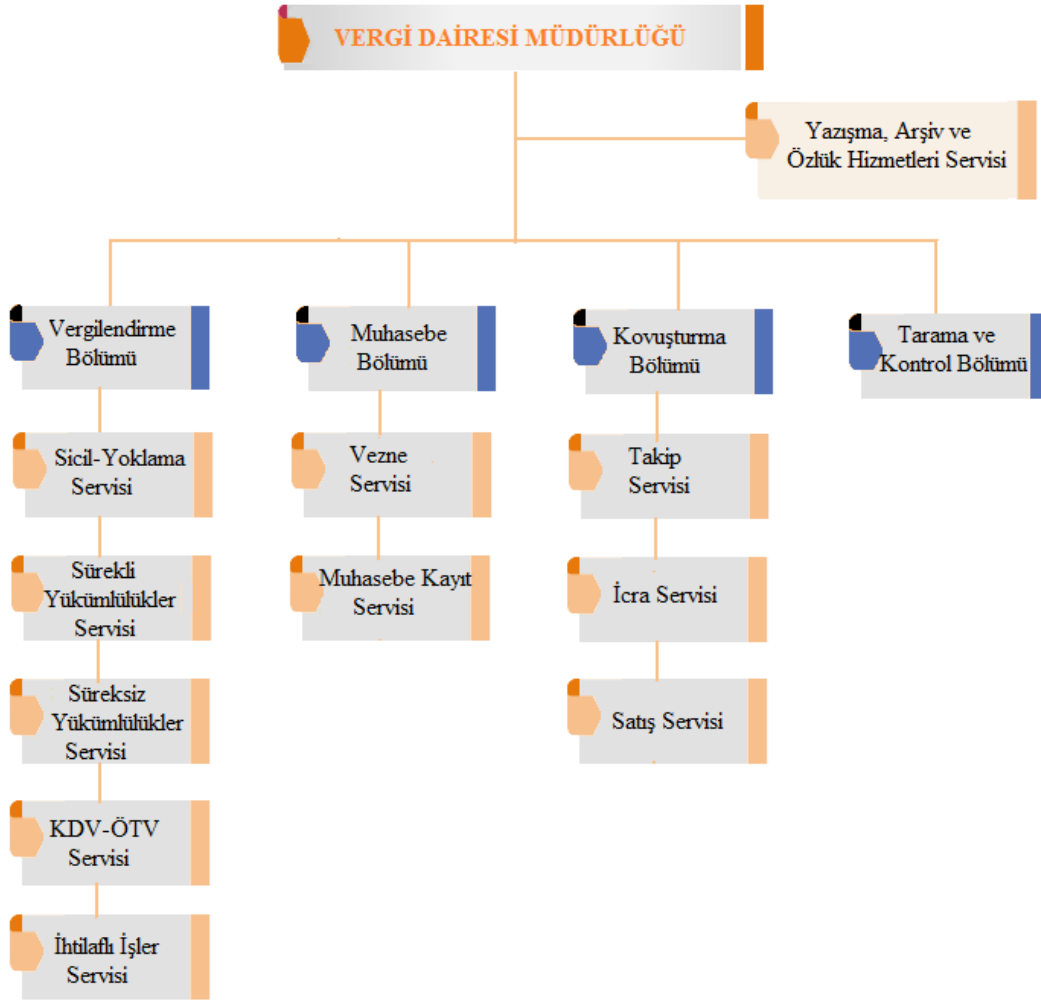 VERGİ DAİRESİ MÜDÜRLÜĞÜ
Yazışma, Arşiv ve
Özlük Hizmetleri Servisi
Vergilendirme
Bölümü
Muhasebe
Bölümü
Kovuşturma
Bölümü
Tarama ve
Kontrol Bölümü
Sicil-Yoklama
Servisi
Vezne
Servisi
Takip
Servisi
Sürekli
Yükümlülükler
Servisi
Muhasebe Kayıt
Servisi
İcra Servisi
Süreksiz
Yükümlülükler
Servisi
Satış Servisi
KDV-ÖTV
Servisi
İhtilaflı İşler
Servisi